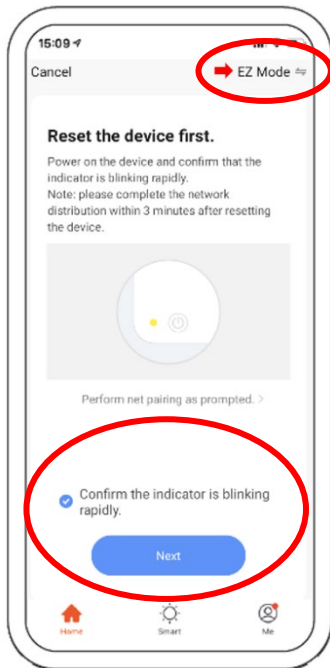 15:09
Cancel
EZ Mode
Reset the device first.
Power on the device and confirm that the
indicator is blinking rapidly.
Note: please complete the network
distribution within 3 minutes after resetting
the device.
Perform net pairing as prompted. >
Confirm the indicator is blinking
rapidly.
Next
Home
Smart
Me